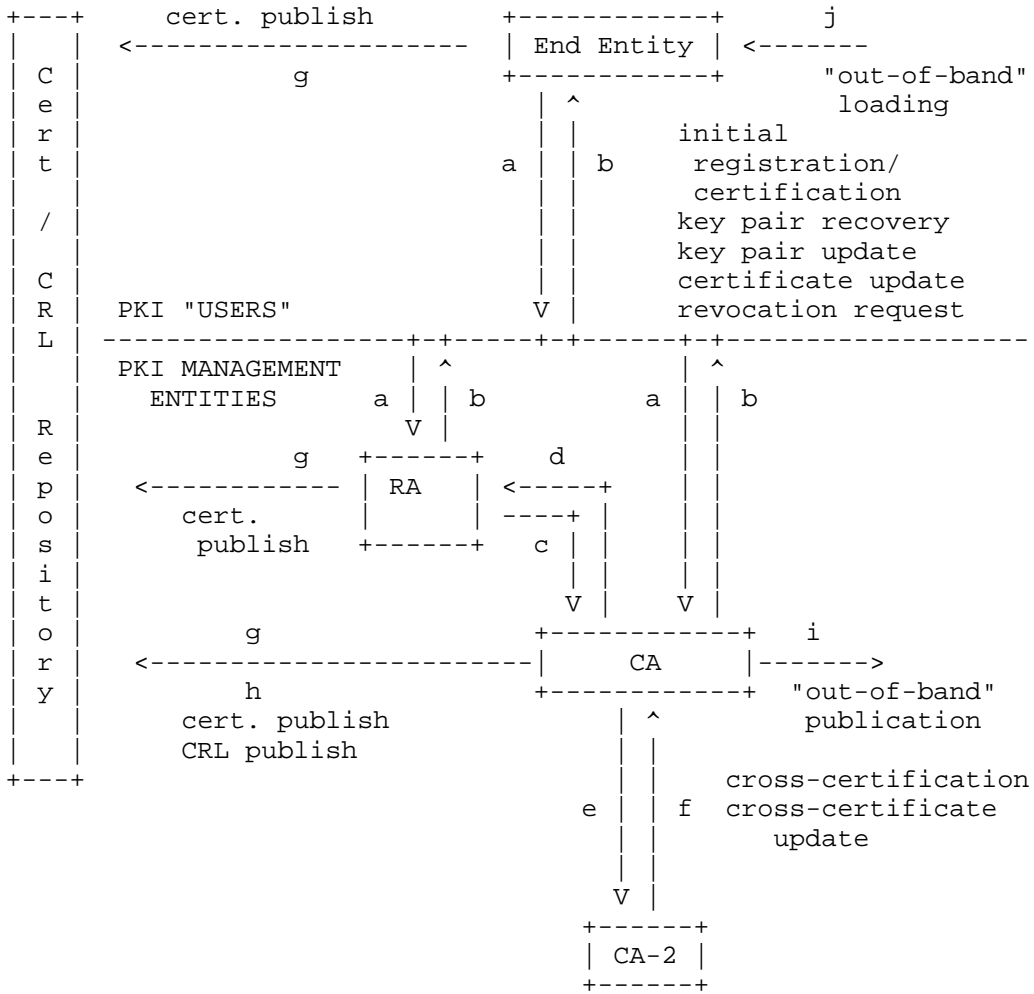 +---+     cert. publish        +------------+      j
|   |  <---------------------  | End Entity | <-------
| C |             g            +------------+      "out-of-band"
| e |                            | ^                loading
| r |                            | |      initial
| t |                          a | | b     registration/
|   |                            | |       certification
| / |                            | |      key pair recovery
|   |                            | |      key pair update
| C |                            | |      certificate update
| R |  PKI "USERS"               V |      revocation request
| L | -------------------+-+-----+-+------+-+-------------------
|   |  PKI MANAGEMENT    | ^              | ^
|   |    ENTITIES      a | | b          a | | b
| R |                    V |              | |
| e |             g   +------+    d       | |
| p |   <------------ | RA   | <-----+    | |
| o |      cert.      |      | ----+ |    | |
| s |       publish   +------+   c | |    | |
| i |                              | |    | |
| t |                              V |    V |
| o |          g                 +------------+   i
| r |   <------------------------|     CA     |------->
| y |          h                 +------------+  "out-of-band"
|   |      cert. publish              | ^         publication
|   |      CRL publish                | |
+---+                                 | |    cross-certification
                                    e | | f  cross-certificate
                                      | |       update
                                      | |
                                      V |
                                    +------+
                                    | CA-2 |
                                    +------+